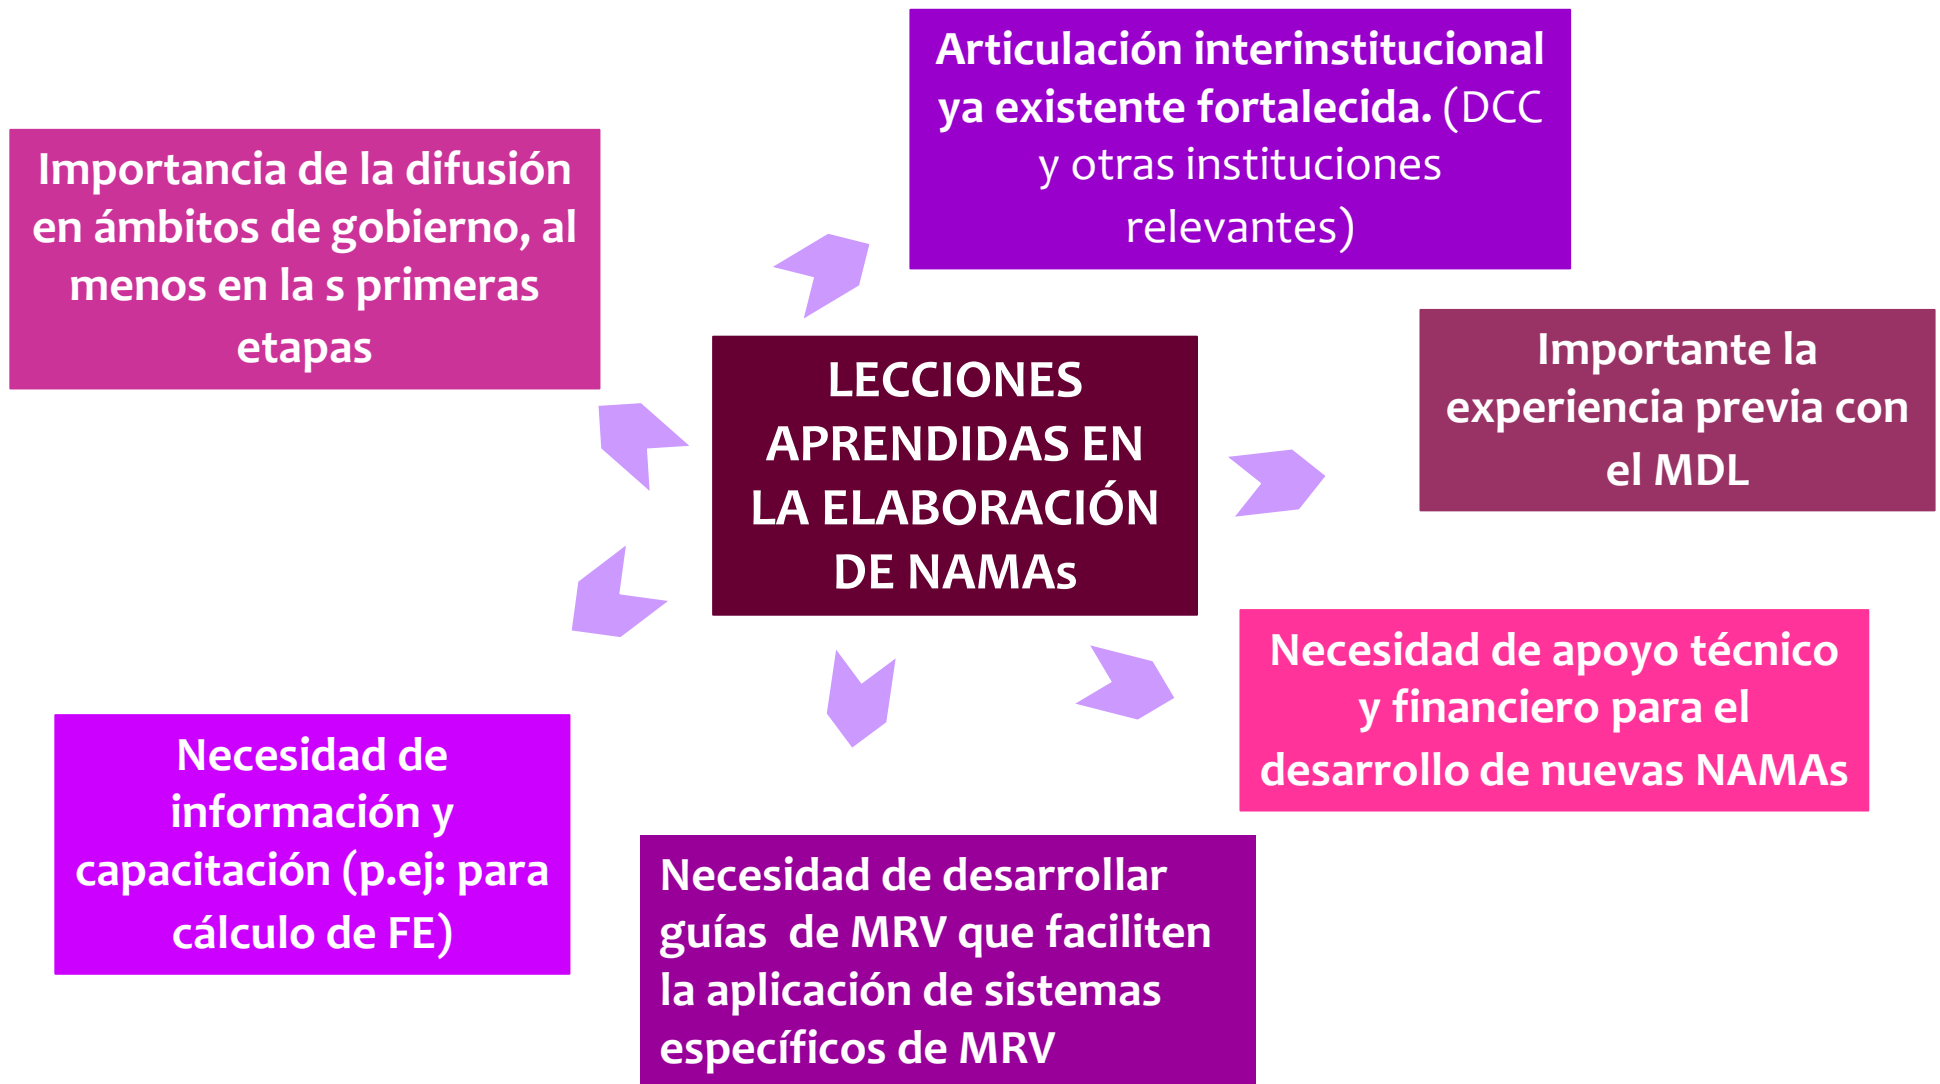 Articulación interinstitucional
ya existente fortalecida. (DCC
y otras instituciones
relevantes)
Importancia de la difusión
en ámbitos de gobierno, al
menos en la s primeras
etapas
LECCIONES
APRENDIDAS EN
LA ELABORACIÓN
DE NAMAs
Importante la
experiencia previa con
el MDL
Necesidad de apoyo técnico
y financiero para el
desarrollo de nuevas NAMAs
Necesidad de
información y
capacitación (p.ej: para
cálculo de FE)
Necesidad de desarrollar
guías  de MRV que faciliten
la aplicación de sistemas
específicos de MRV